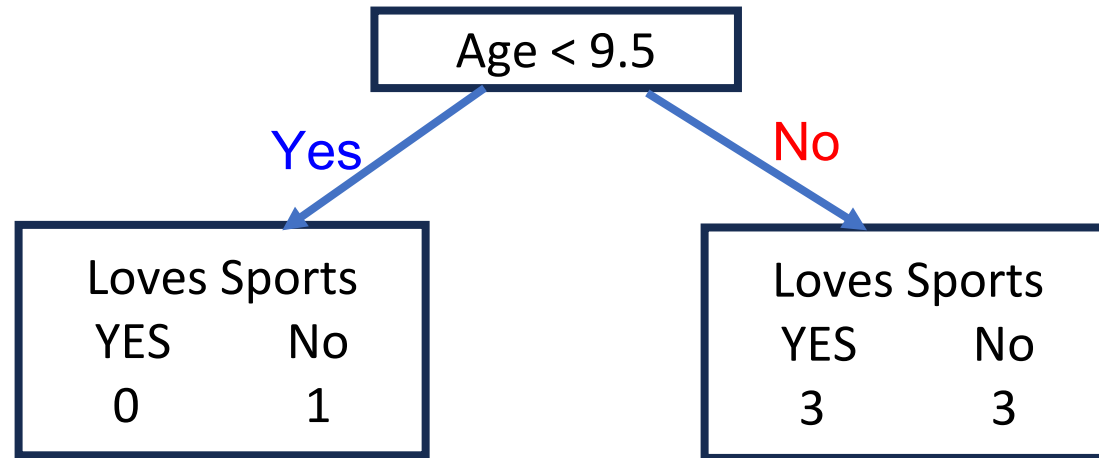 Age < 9.5
Yes
No
Loves Sports
YES No
0 1
Loves Sports
YES No
3 3